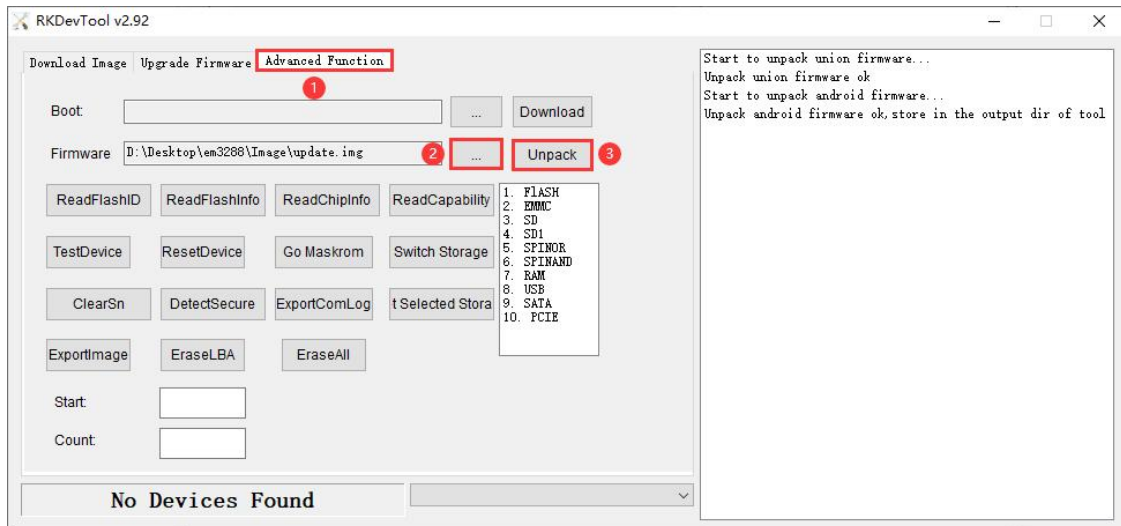 RKDevTool v2.92
Download Image
Upgrade Firmware
Advanced Function
1
Boot:
...
Download
Firmware
D:\Desktop\em3288\Image\update.img
2
...
Unpack
3
ReadFlashID
ReadFlashInfo
ReadChipInfo
ReadCapability
TestDevice
ResetDevice
Go Maskrom
Switch Storage
ClearSn
DetectSecure
ExportComLog
t Selected Stora
ExportImage
EraseLBA
EraseAll
1. FlASH
2. EMMC
3. SD
4. SD1
5. SPINOR
6. SPINAND
7. RAM
8. USB
9. SATA
10. PCIE
Start:
Count:
No Devices Found
Start to unpack union firmware...
Unpack union firmware ok
Start to unpack android firmware...
Unpack android firmware ok,store in the output dir of tool